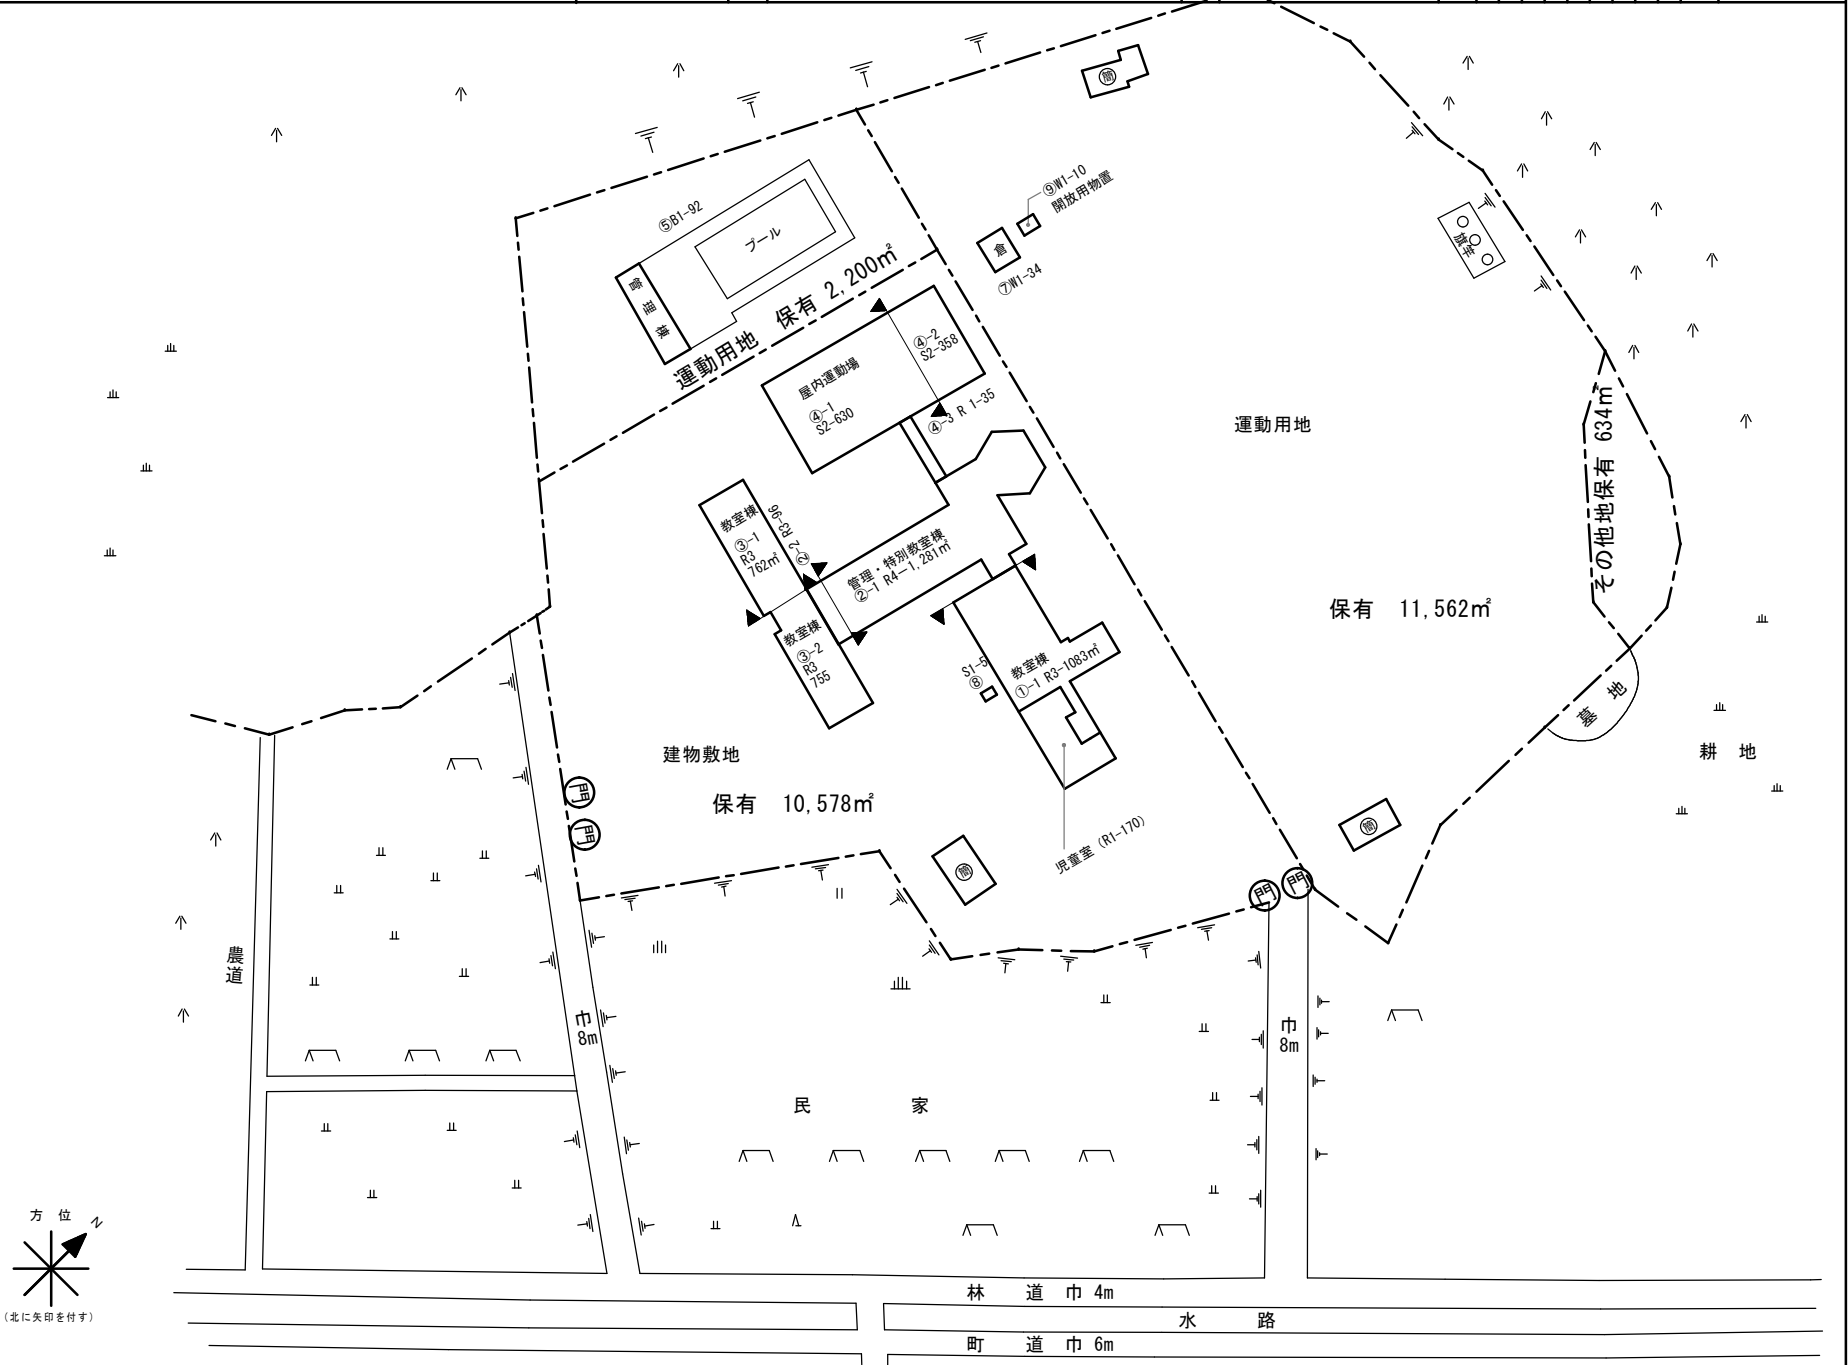 簡
⑨W1-10
開放用物置
⑤B1-92
プール
管理棟
倉
⑦W1-34
旗竿
運動用地 保有 2,200㎡
④-2
S2-358
屋内運動場
④-1
S2-630
④-3 R 1-35
運動用地
その他地保有 634㎡
教室棟
③-1
R3
762㎡
②-2 R3-96
管理・特別教室棟
②-1 R4-1,281㎡
保有 11,562㎡
教室棟
③-2
R3
755
S1-5
⑧
教室棟
①-1 R3-1083㎡
墓地
耕地
建物敷地
保有 10,578㎡
門
門
簡
児童室 (R1-170)
簡
門
門
農道
巾
8m
巾
8m
民家
方位 N
(北に矢印を付す)
林道巾 4m
水路
町道巾 6m